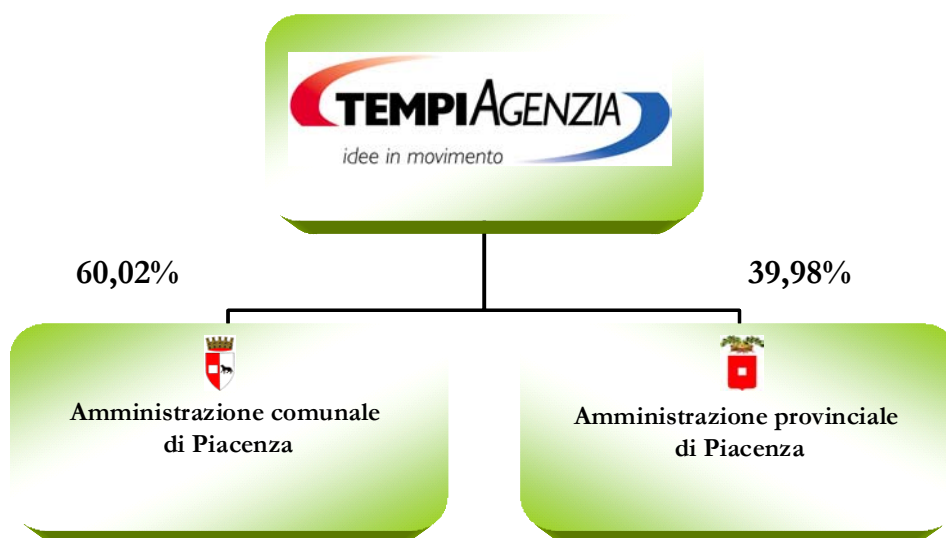 TEMPIAGENZIA
idee in movimento
60,02%
39,98%
Amministrazione comunale
di Piacenza
Amministrazione provinciale
di Piacenza